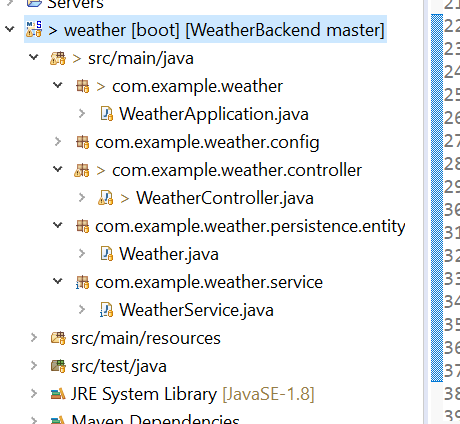 Servers
> weather [boot] [WeatherBackend master]
> src/main/java
> com.example.weather
WeatherApplication.java
com.example.weather.config
> com.example.weather.controller
> WeatherController.java
com.example.weather.persistence.entity
Weather.java
com.example.weather.service
WeatherService.java
src/main/resources
src/test/java
JRE System Library [JavaSE-1.8]
Maven Dependencies
21
22
23
24
25
26
27
28
29
30
31
32
33
34
35
36
37
38
39